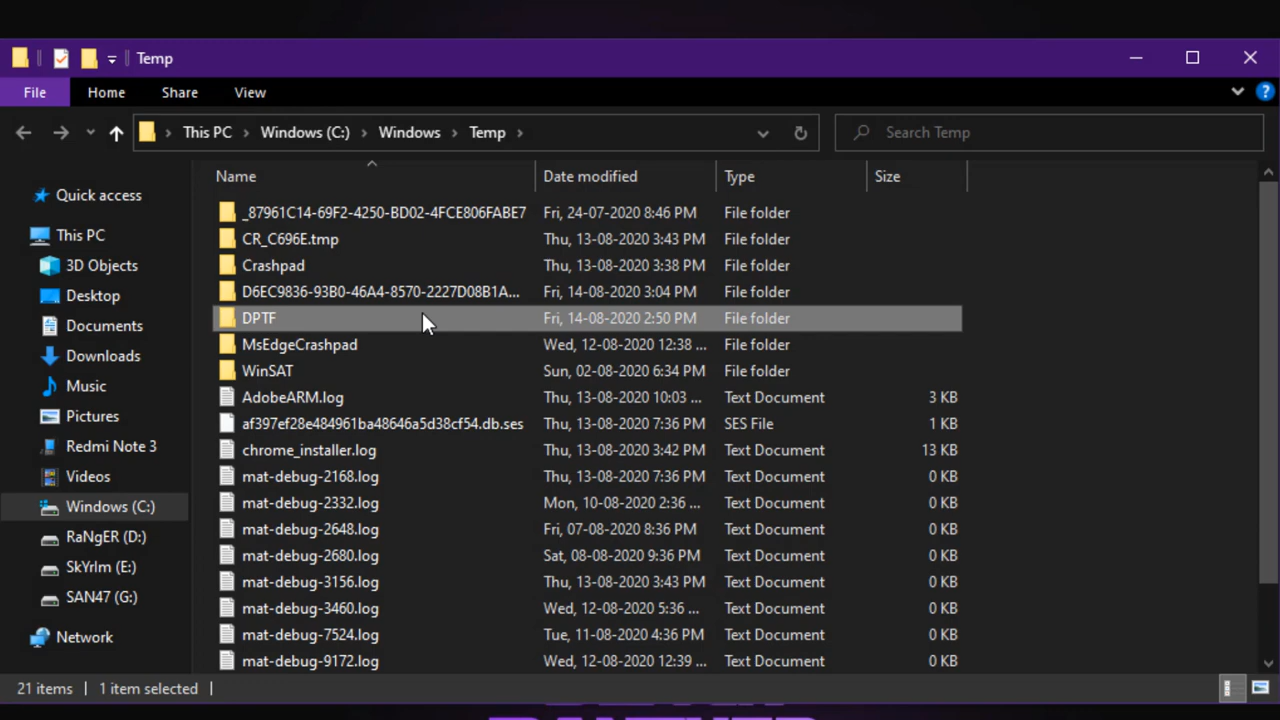 Temp
File Home Share View
This PC Windows (C:) Windows Temp Search Temp
Name Date modified Type Size
Quick access
This PC
3D Objects
Desktop
Documents
Downloads
Music
Pictures
Redmi Note 3
Videos
Windows (C:)
RaNgER (D:)
SkYrIm (E:)
SAN47 (G:)
Network
_87961C14-69F2-4250-BD02-4FCE806FABE7 Fri, 24-07-2020 8:46 PM File folder
CR_C696E.tmp Thu, 13-08-2020 3:43 PM File folder
Crashpad Thu, 13-08-2020 3:38 PM File folder
D6EC9836-93B0-46A4-8570-2227D08B1A... Fri, 14-08-2020 3:04 PM File folder
DPTF Fri, 14-08-2020 2:50 PM File folder
MsEdgeCrashpad Wed, 12-08-2020 12:38 ... File folder
WinSAT Sun, 02-08-2020 6:34 PM File folder
AdobeARM.log Thu, 13-08-2020 10:03 ... Text Document 3 KB
af397ef28e484961ba48646a5d38cf54.db.ses Thu, 13-08-2020 7:36 PM SES File 1 KB
chrome_installer.log Thu, 13-08-2020 3:42 PM Text Document 13 KB
mat-debug-2168.log Thu, 13-08-2020 7:36 PM Text Document 0 KB
mat-debug-2332.log Mon, 10-08-2020 2:36 ... Text Document 0 KB
mat-debug-2648.log Fri, 07-08-2020 8:36 PM Text Document 0 KB
mat-debug-2680.log Sat, 08-08-2020 9:36 PM Text Document 0 KB
mat-debug-3156.log Thu, 13-08-2020 3:43 PM Text Document 0 KB
mat-debug-3460.log Wed, 12-08-2020 5:36 ... Text Document 0 KB
mat-debug-7524.log Tue, 11-08-2020 4:36 PM Text Document 0 KB
mat-debug-9172.log Wed, 12-08-2020 12:39 ... Text Document 0 KB
21 items 1 item selected